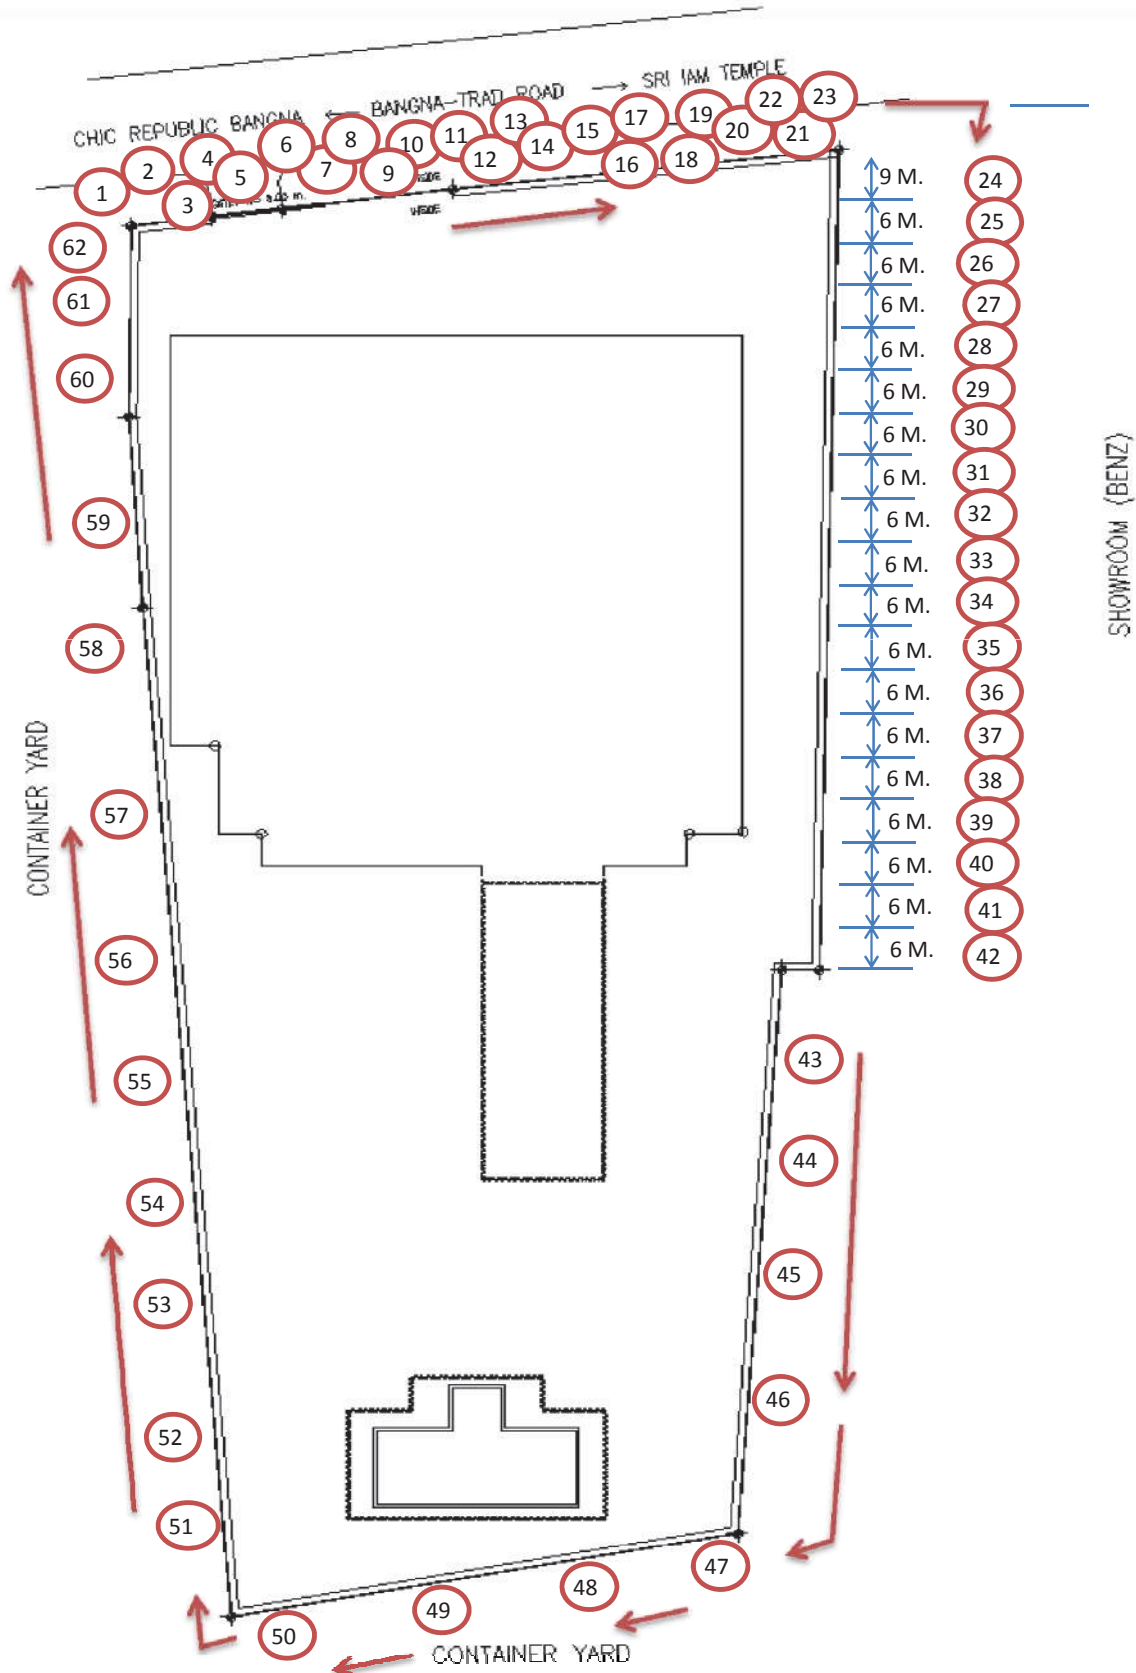 CHIC REPUBLIC BANGNA ← BANGNA-TRAD ROAD → SRI IAM TEMPLE
1
2
3
4
5
6
7
8
9
10
11
12
13
14
15
16
17
18
19
20
21
22
23
9 M. 24
6 M. 25
6 M. 26
6 M. 27
6 M. 28
6 M. 29
6 M. 30
6 M. 31
6 M. 32
6 M. 33
6 M. 34
6 M. 35
6 M. 36
6 M. 37
6 M. 38
6 M. 39
6 M. 40
6 M. 41
6 M. 42
SHOWROOM (BENZ)
43
44
45
46
47
48
49
50
CONTAINER YARD
51
52
53
54
55
56
57
58
59
60
61
62
CONTAINER YARD